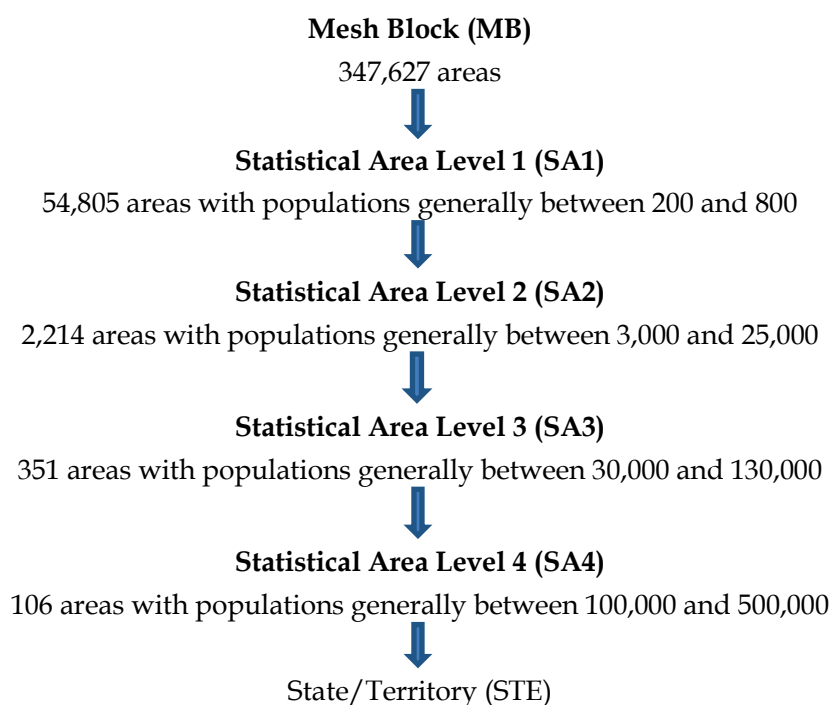 Mesh Block (MB)
347,627 areas
Statistical Area Level 1 (SA1)
54,805 areas with populations generally between 200 and 800
Statistical Area Level 2 (SA2)
2,214 areas with populations generally between 3,000 and 25,000
Statistical Area Level 3 (SA3)
351 areas with populations generally between 30,000 and 130,000
Statistical Area Level 4 (SA4)
106 areas with populations generally between 100,000 and 500,000
State/Territory (STE)